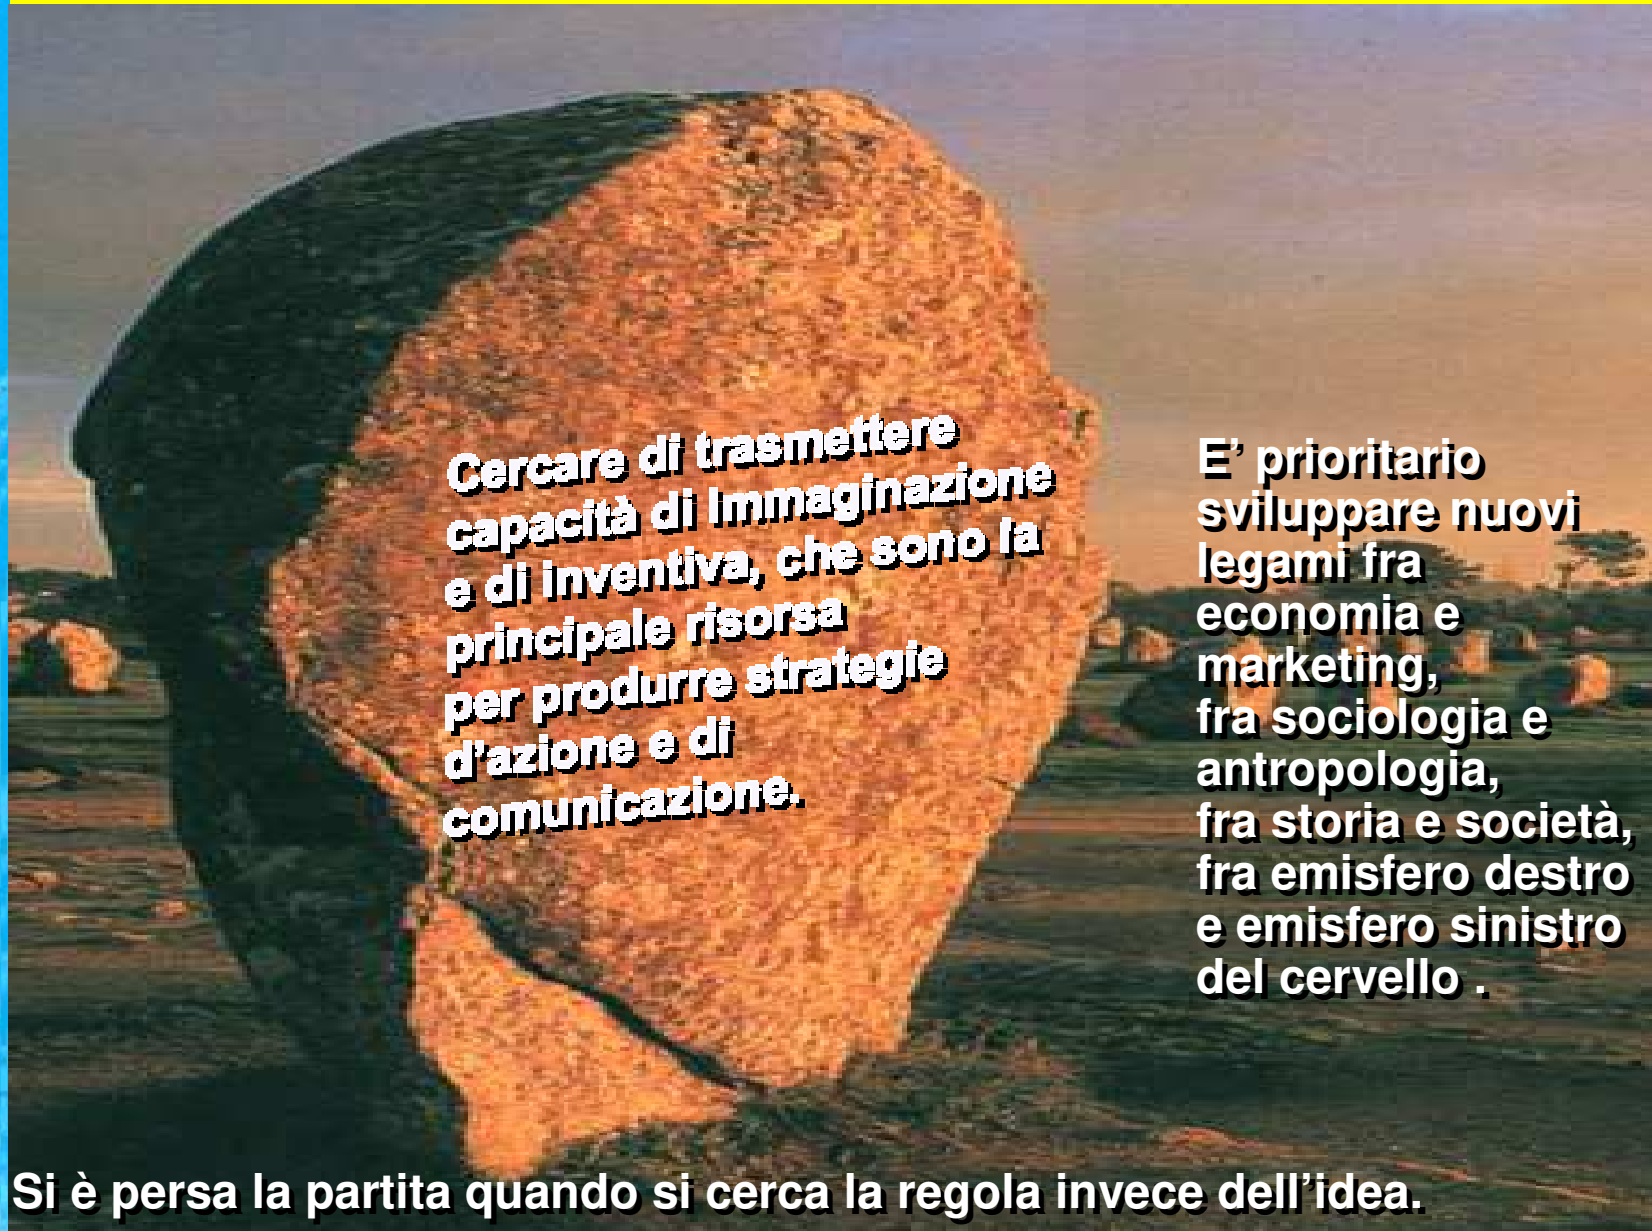 Cercare di trasmettere
capacità di immaginazione
e di inventiva, che sono la
principale risorsa
per produrre strategie
d’azione e di
comunicazione.
E’ prioritario
sviluppare nuovi
legami fra
economia e
marketing,
fra sociologia e
antropologia,
fra storia e società,
fra emisfero destro
e emisfero sinistro
del cervello .
Si è persa la partita quando si cerca la regola invece dell’idea.